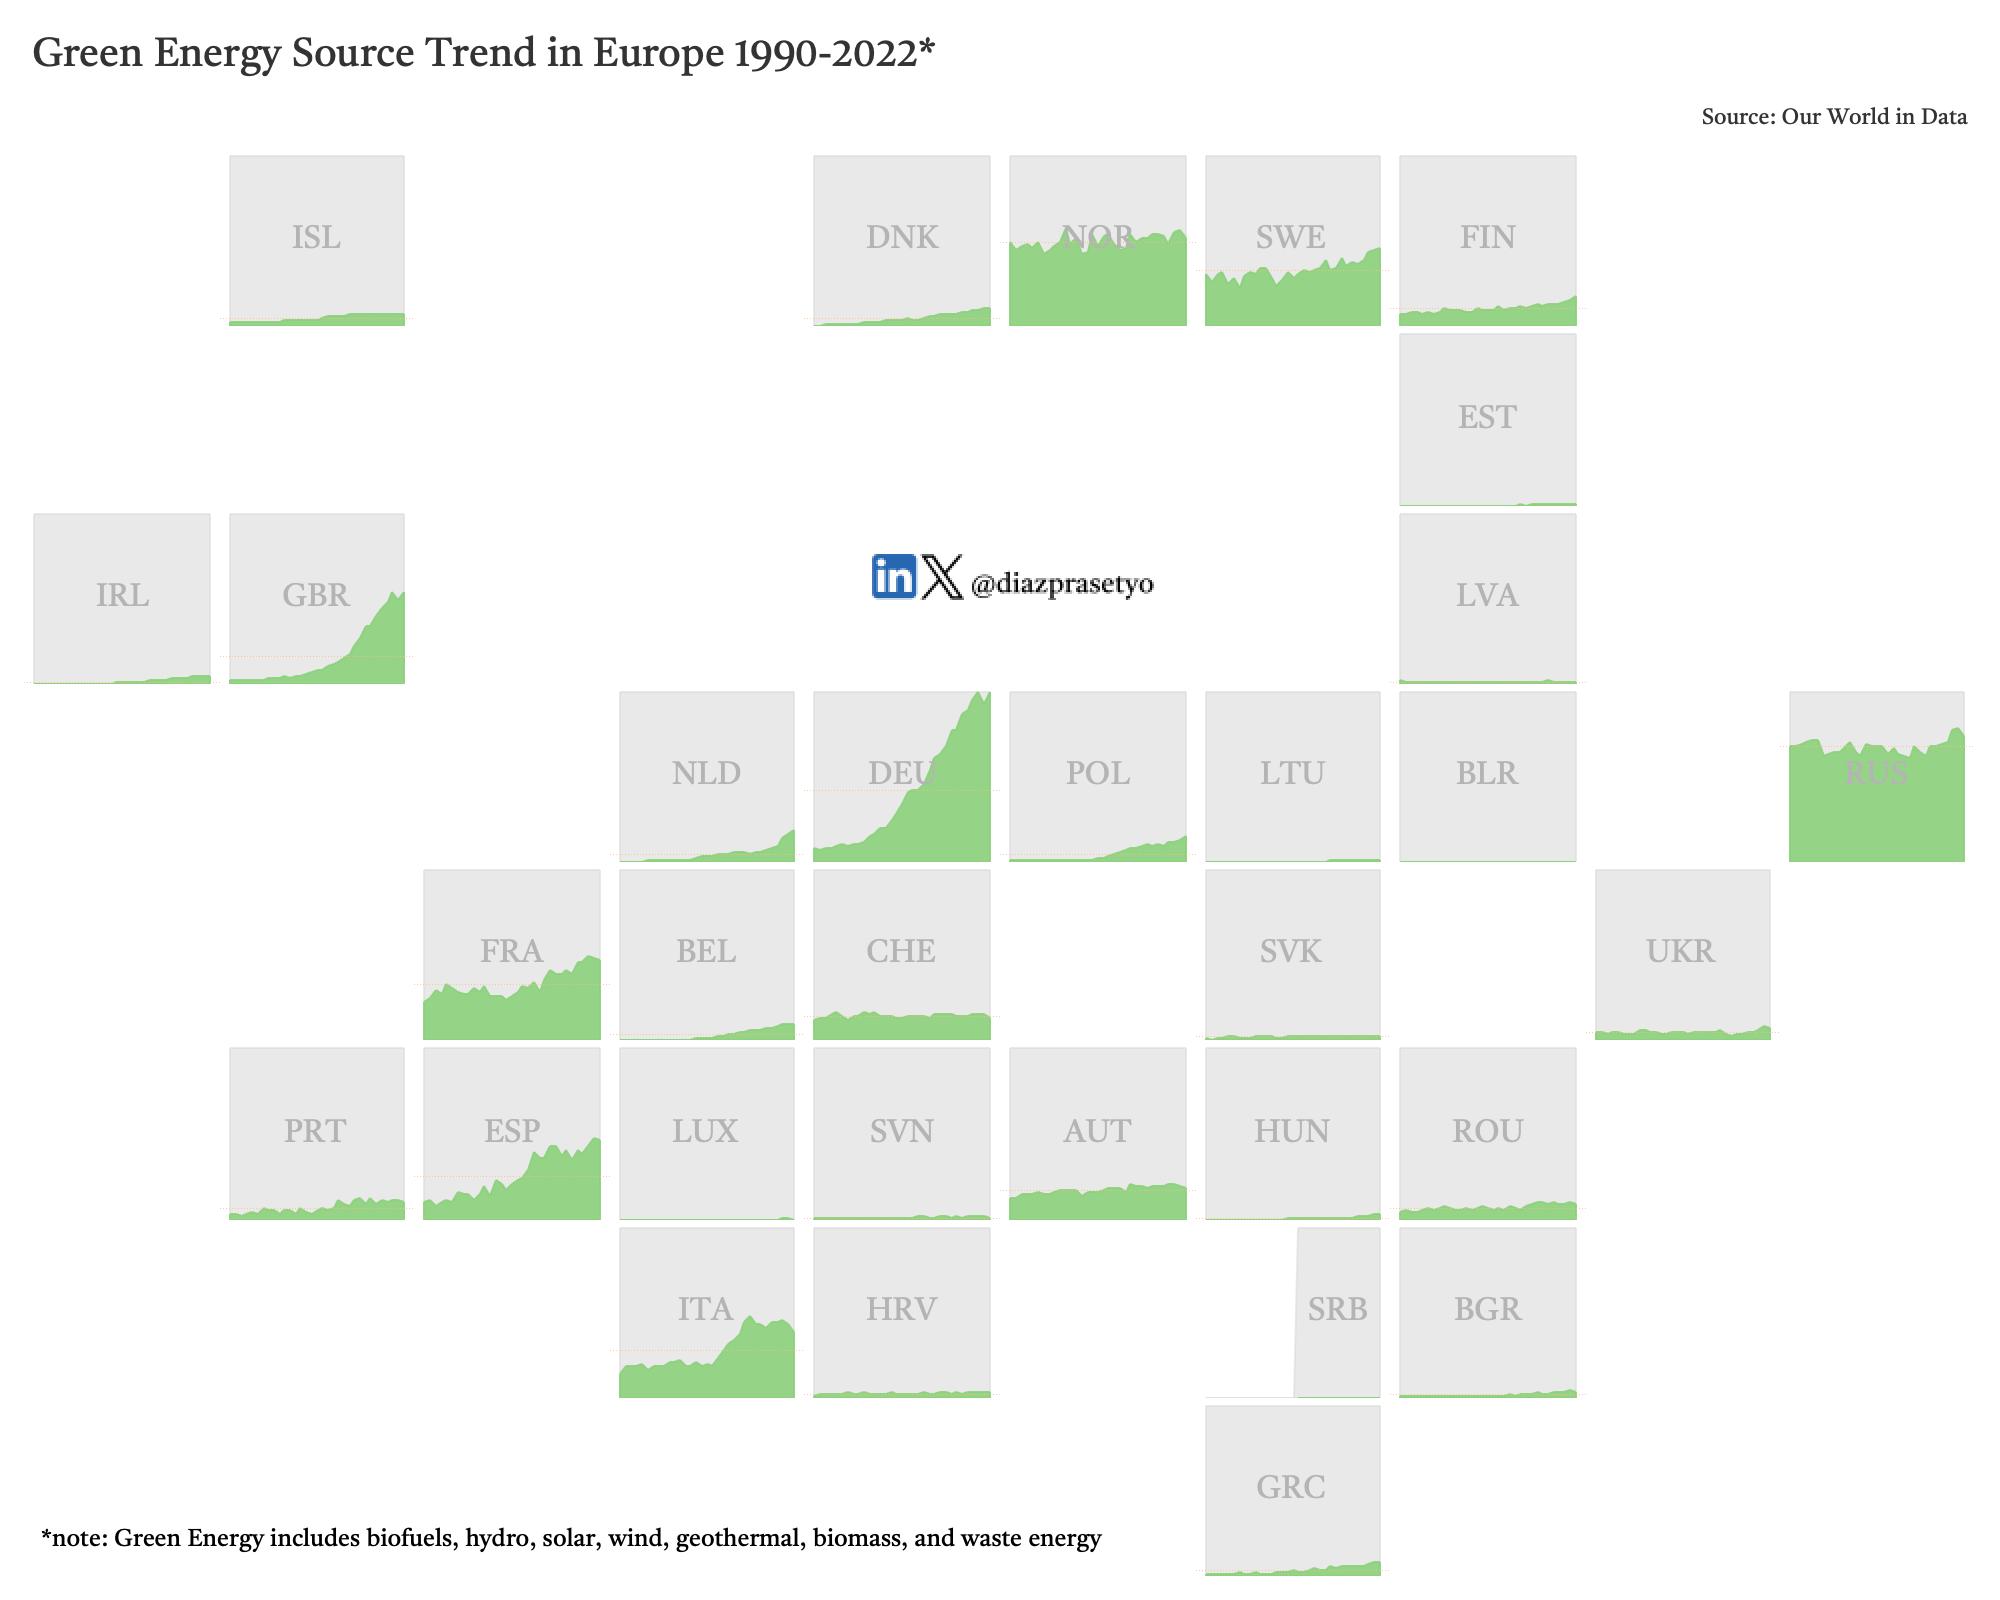 Green Energy Source Trend in Europe 1990-2022*
Source: Our World in Data
ISL
DNK
NOR
SWE
FIN
EST
IRL
GBR
in X @diazprasetyo
LVA
NLD
DEU
POL
LTU
BLR
RUS
FRA
BEL
CHE
SVK
UKR
PRT
ESP
LUX
SVN
AUT
HUN
ROU
ITA
HRV
SRB
BGR
GRC
*note: Green Energy includes biofuels, hydro, solar, wind, geothermal, biomass, and waste energy